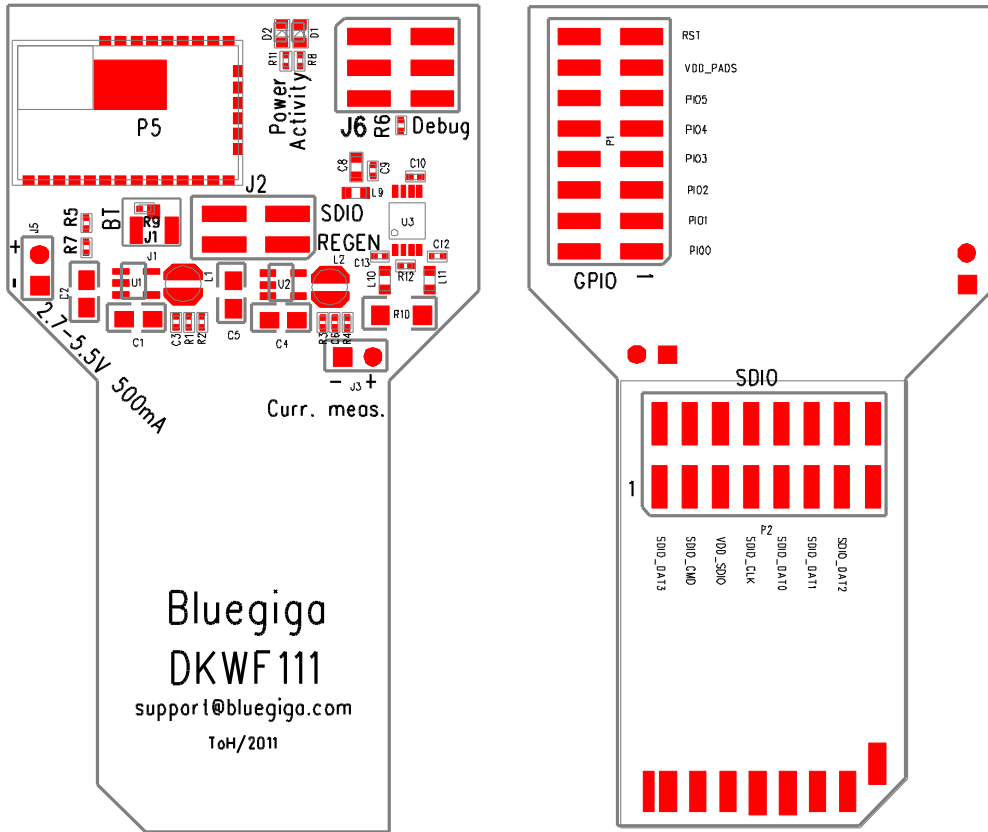 D2
D1
R11
R8
Power
Activity
P5
J6
R6
Debug
C8
C9
C10
L9
J2
SDIO
REGEN
U3
BT
R9
J1
R5
R7
J5
+
-
J1
U1
L1
C2
C1
C3
R1
R2
C5
U2
L2
C4
R3
C6
R4
C13
C12
R12
L10
L11
R10
- +
J3
Curr. meas.
2.7-5.5V 500mA
Bluegiga
DKWF111
support@bluegiga.com
ToH/2011
RST
VDD_PADS
PIO5
PIO4
P1
PIO3
PIO2
PIO1
PIO0
GPIO
1
SDIO
1
P2
SDIO_DAT3
SDIO_CMD
VDD_SDIO
SDIO_CLK
SDIO_DAT0
SDIO_DAT1
SDIO_DAT2